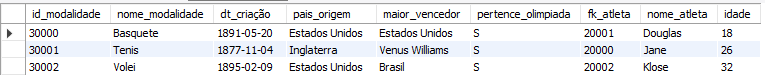 id_modalidade nome_modalidade dt_criação pais_origem maior_vencedor pertence_olimpiada fk_atleta nome_atleta idade
30000 Basquete 1891-05-20 Estados Unidos Estados Unidos S 20001 Douglas 18
30001 Tenis 1877-11-04 Inglaterra Venus Williams S 20000 Jane 26
30002 Volei 1895-02-09 Estados Unidos Brasil S 20002 Klose 32